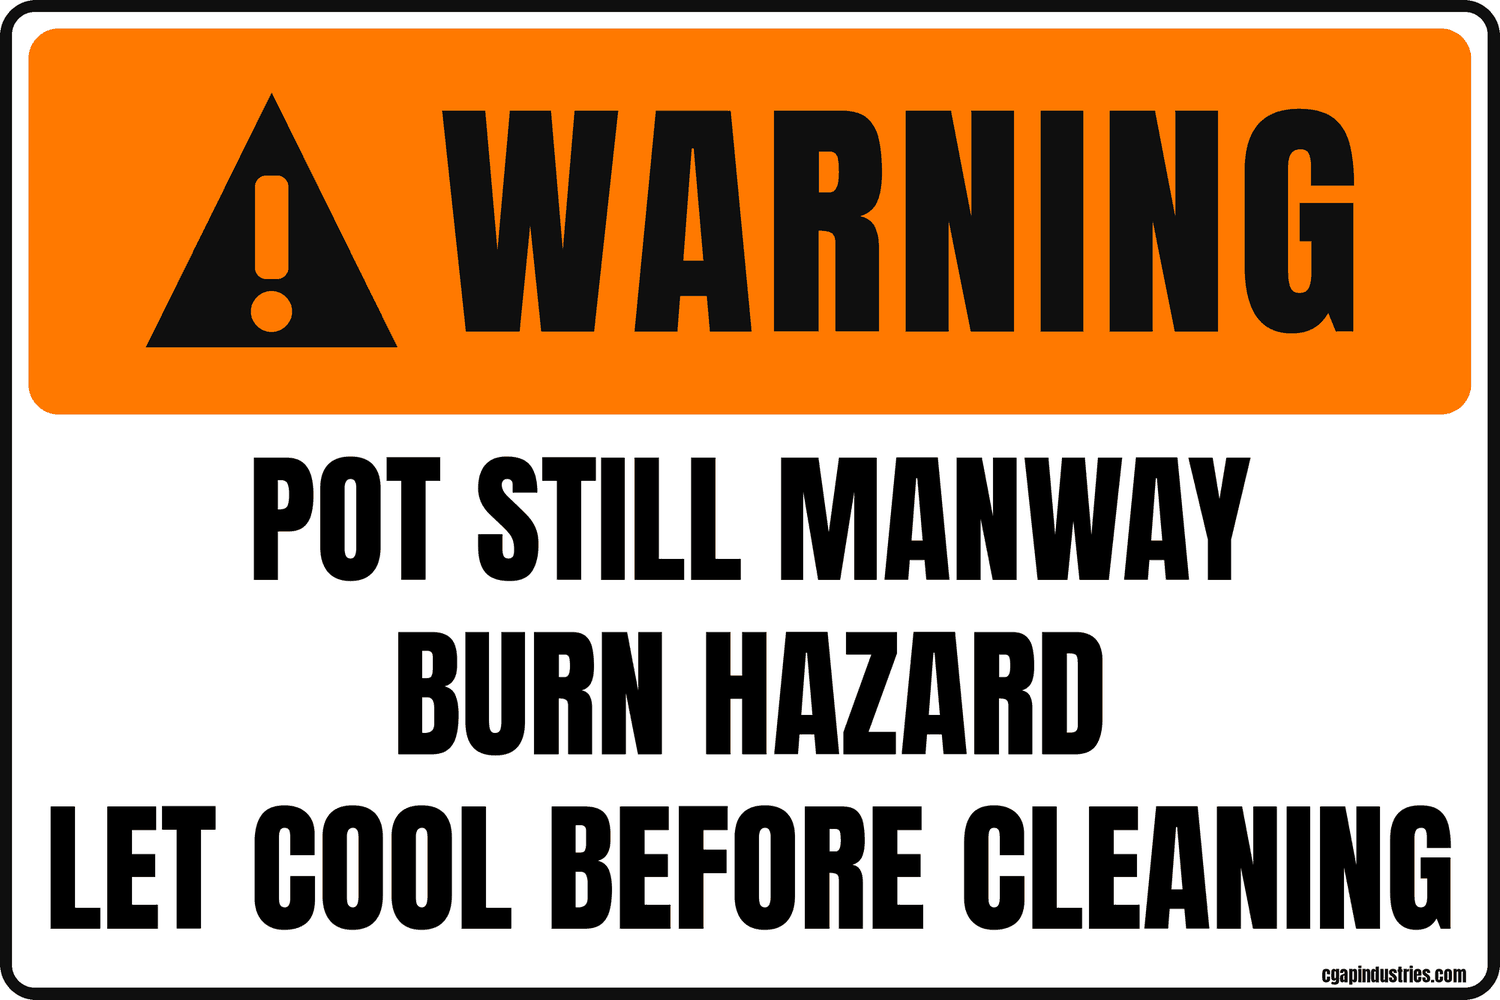 WARNING
POT STILL MANWAY
BURN HAZARD
LET COOL BEFORE CLEANING
cgapindustries.com